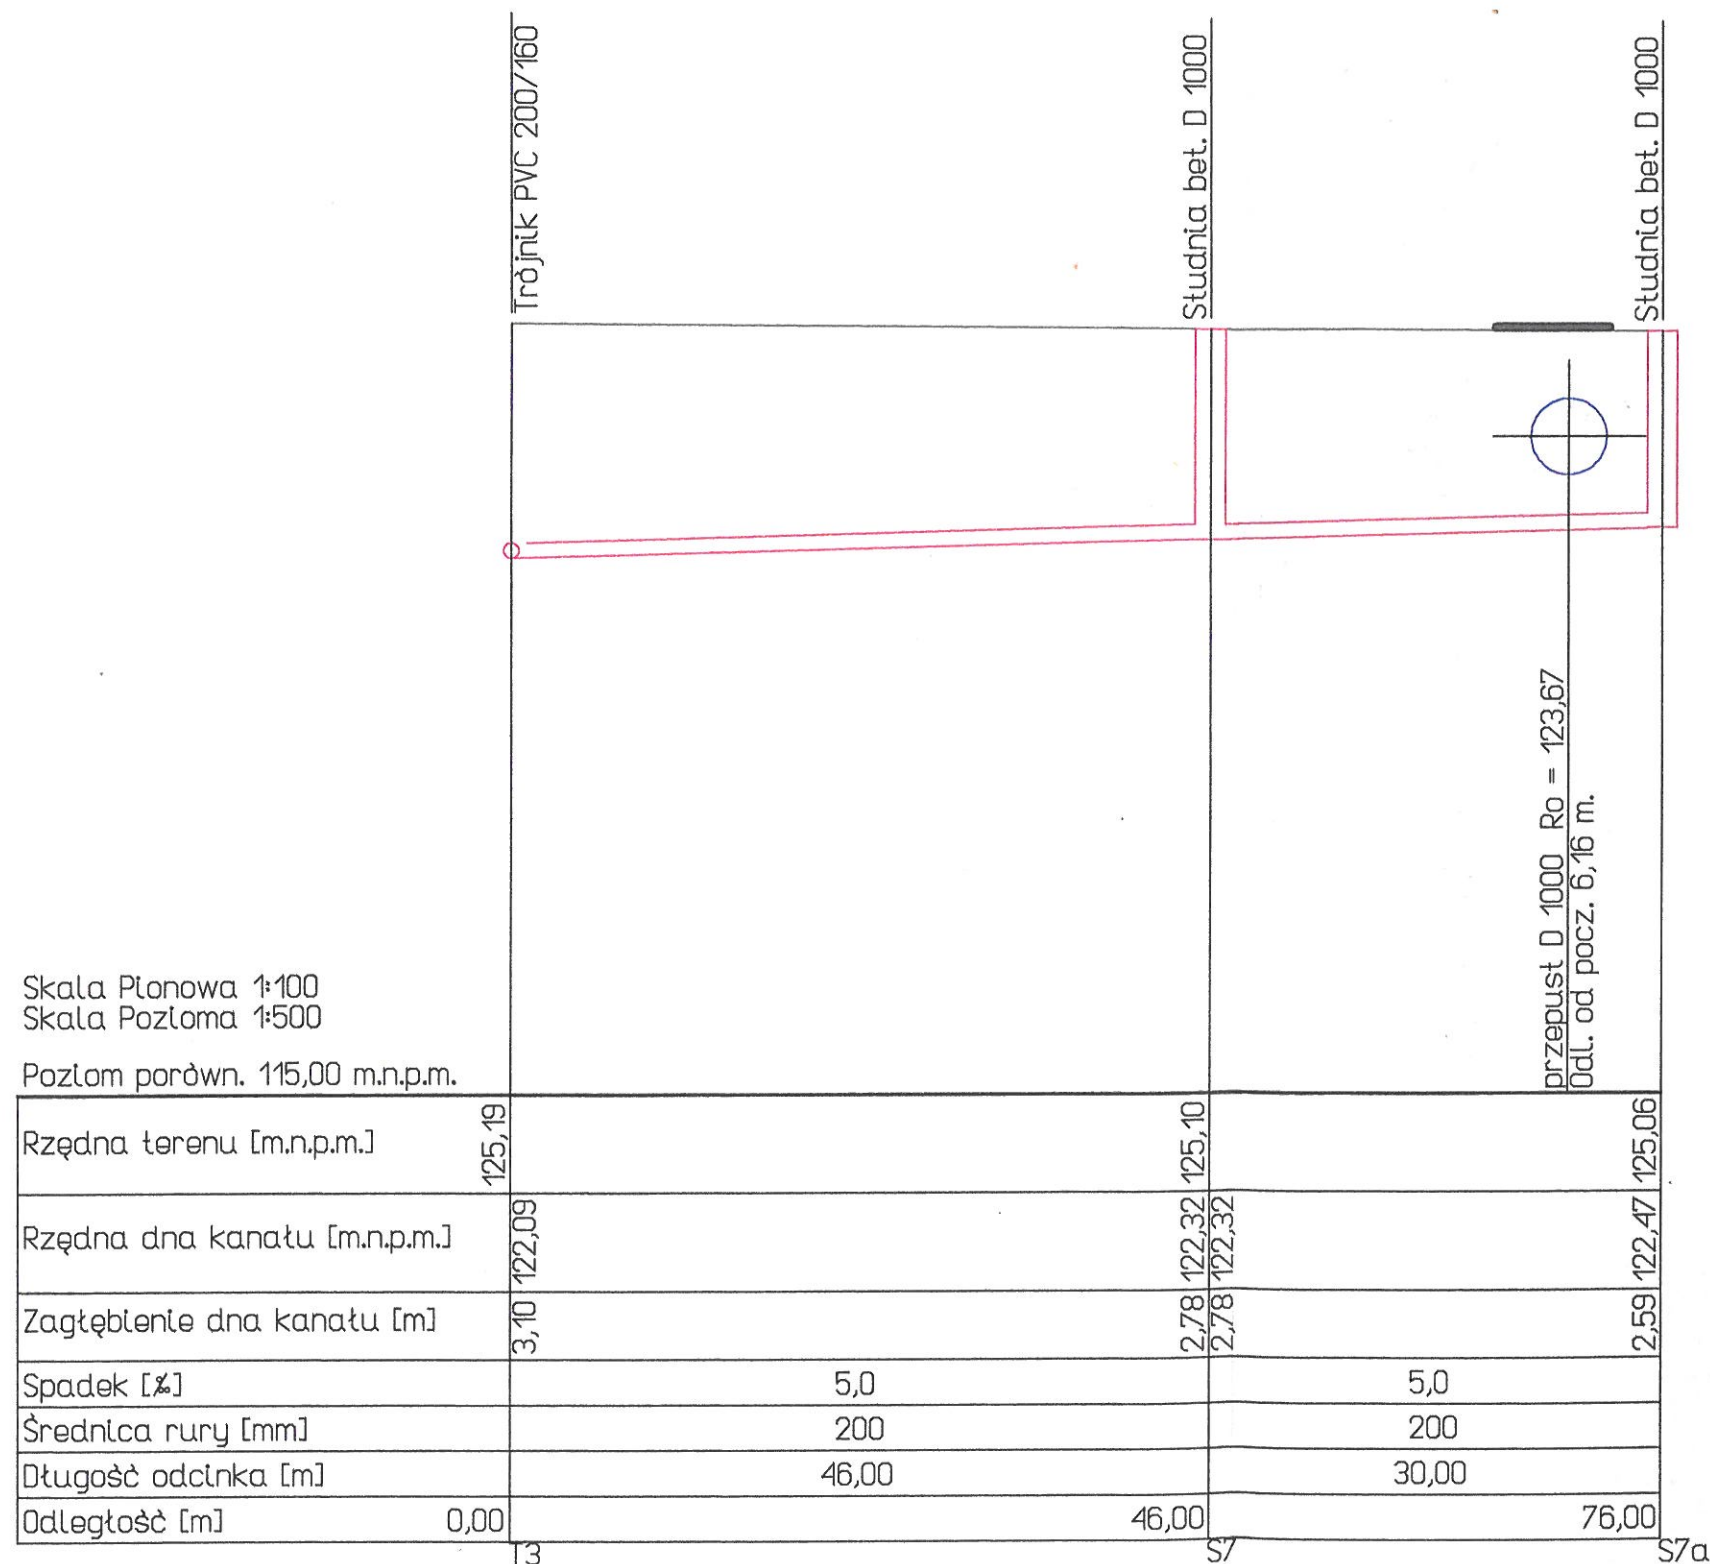 Trójnik PVC 200/160
Studnia bet. D 1000
Studnia bet. D 1000
przepust D 1000 Ro = 123,67
Odl. od pocz. 6,16 m.
Skala Pionowa 1:100
Skala Pozioma 1:500
Poziom porówn. 115,00 m.n.p.m.
Rzędna terenu [m.n.p.m.] 125,19 125,10 125,06
Rzędna dna kanału [m.n.p.m.] 122,09 122,32 122,32 122,47
Zagłębienie dna kanału [m] 3,10 2,78 2,78 2,59
Spadek [‰] 5,0 5,0
Średnica rury [mm] 200 200
Długość odcinka [m] 46,00 30,00
Odległość [m] 0,00 46,00 76,00
T3 S7 S7a